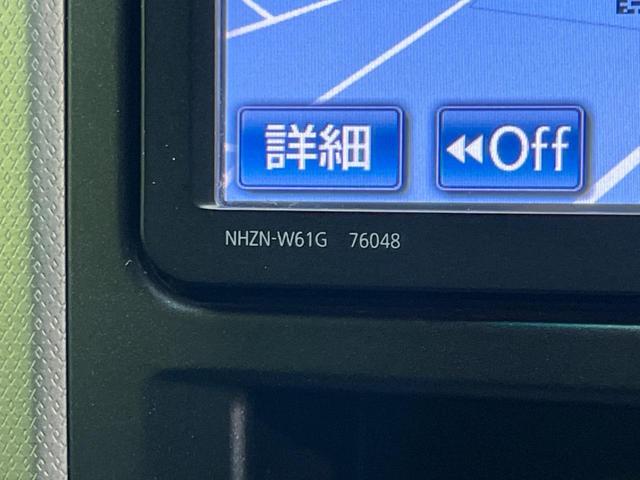 詳細 ◀◀Off
NHZN-W61G 76048